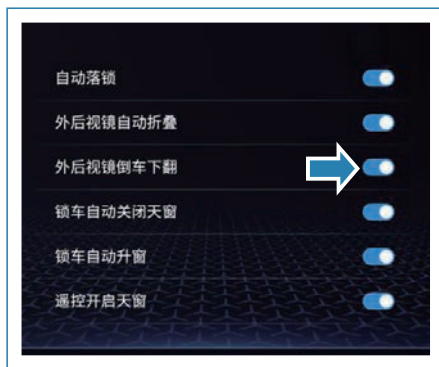 自动落锁
外后视镜自动折叠
外后视镜倒车下翻
锁车自动关闭天窗
锁车自动升窗
遥控开启天窗